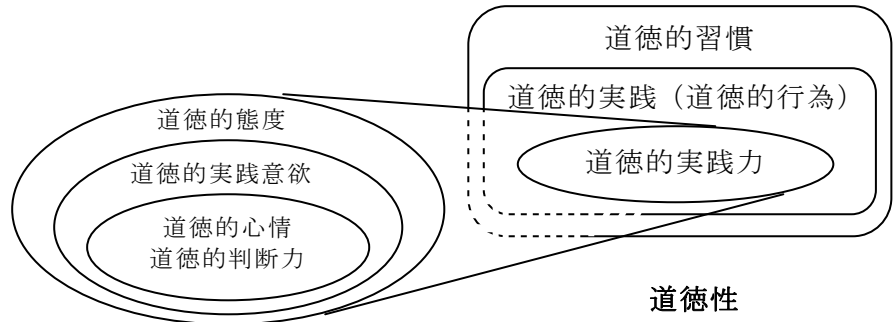 道徳的習慣
道徳的実践（道徳的行為）
道徳的実践力
道徳的態度
道徳的実践意欲
道徳的心情
道徳的判断力
道徳性